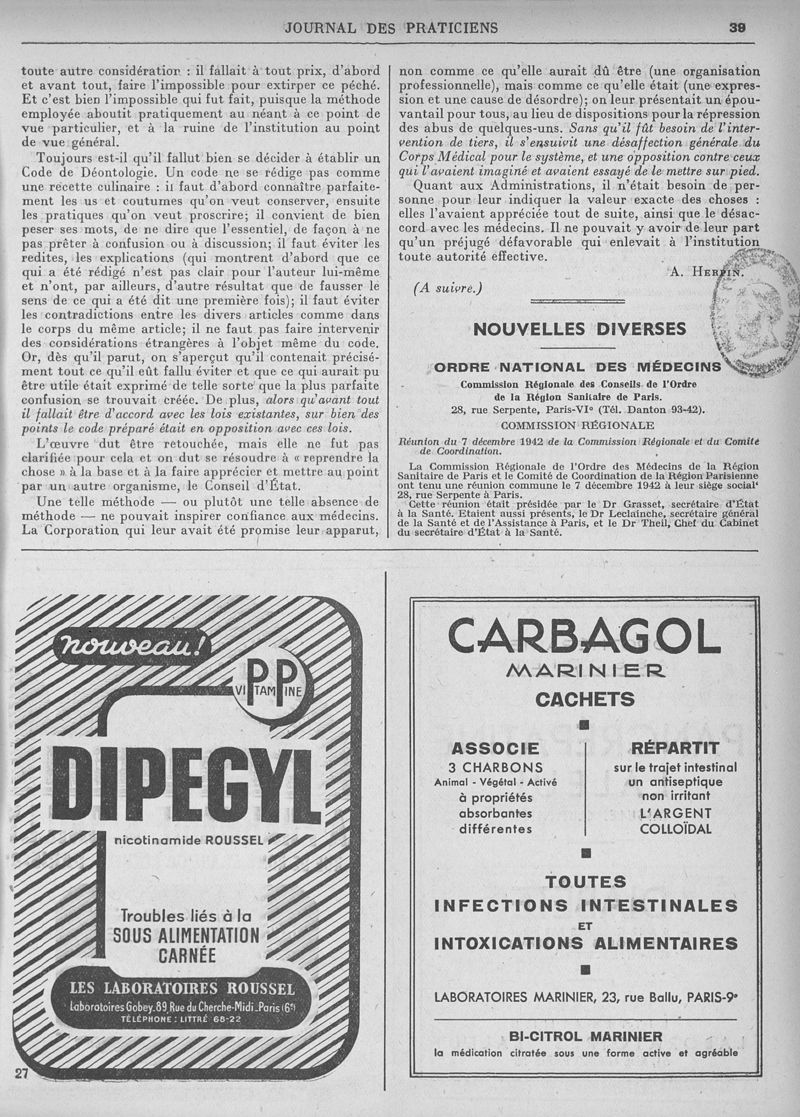 JOURNAL DES PRATICIENS
39
toute autre considération : il fallait à tout prix, d'abord
et avant tout, faire l'impossible pour extirper ce péché.
Et c'est bien l'impossible qui fut fait, puisque la méthode
employée aboutit pratiquement au néant à ce point de
vue particulier, et à la ruine de l'institution au point
de vue général.
Toujours est-il qu'il fallut bien se décider à établir un
Code de Déontologie. Un code ne se rédige pas comme
une recette culinaire : il faut d'abord connaître parfaite-
ment les us et coutumes qu'on veut conserver, ensuite
les pratiques qu'on veut proscrire; il convient de bien
peser ses mots, de ne dire que l'essentiel, de façon à ne
pas prêter à confusion ou à discussion; il faut éviter les
redites, les explications (qui montrent d'abord que ce
qui a été rédigé n'est pas clair pour l'auteur lui-même
et n'ont, par ailleurs, d'autre résultat que de fausser le
sens de ce qui a été dit une première fois); il faut éviter
les contradictions entre les divers articles comme dans
le corps du même article; il ne faut pas faire intervenir
des considérations étrangères à l'objet même du code.
Or, dès qu'il parut, on s'aperçut qu'il contenait précisé-
ment tout ce qu'il eût fallu éviter et que ce qui aurait pu
être utile était exprimé de telle sorte que la plus parfaite
confusion se trouvait créée. De plus, alors qu'avant tout
il fallait être d'accord avec les lois existantes, sur bien des
points le code préparé était en opposition avec ces lois.
L'œuvre dut être retouchée, mais elle ne fut pas
clarifiée pour cela et on dut se résoudre à « reprendre la
chose » à la base et à la faire apprécier et mettre au point
par un autre organisme, le Conseil d'État.
Une telle méthode — ou plutôt une telle absence de
méthode — ne pouvait inspirer confiance aux médecins.
La Corporation qui leur avait été promise leur apparut,
non comme ce qu'elle aurait dû être (une organisation
professionnelle), mais comme ce qu'elle était (une expres-
sion et une cause de désordre); on leur présentait un épou-
vantail pour tous, au lieu de dispositions pour la répression
des abus de quelques-uns. Sans qu'il fût besoin de l'inter-
vention de tiers, il s'ensuivit une désaffection générale du
Corps Médical pour le système, et une opposition contre ceux
qui l'avaient imaginé et avaient essayé de le mettre sur pied.
Quant aux Administrations, il n'était besoin de per-
sonne pour leur indiquer la valeur exacte des choses :
elles l'avaient appréciée tout de suite, ainsi que le désac-
cord avec les médecins. Il ne pouvait y avoir de leur part
qu'un préjugé défavorable qui enlevait à l'institution
toute autorité effective.
A. HERPIN.
(A suivre.)
NOUVELLES DIVERSES
ORDRE NATIONAL DES MÉDECINS
Commission Régionale des Conseils de l'Ordre
de la Région Sanitaire de Paris.
28, rue Serpente, Paris-VIe (Tél. Danton 93-42).
COMMISSION RÉGIONALE
Réunion du 7 décembre 1942 de la Commission Régionale et du Comité
de Coordination.
La Commission Régionale de l'Ordre des Médecins de la Région
Sanitaire de Paris et le Comité de Coordination de la Région Parisienne
ont tenu une réunion commune le 7 décembre 1942 à leur siège social
28, rue Serpente à Paris.
Cette réunion était présidée par le Dr Grasset, secrétaire d'État
à la Santé. Etaient aussi présents, le Dr Leclainche, secrétaire général
de la Santé et de l'Assistance à Paris, et le Dr Theil, Chef du Cabinet
du secrétaire d'État à la Santé.
nouveau!
VITAMINE PP
DIPEGYL
nicotinamide ROUSSEL
Troubles liés à la
SOUS ALIMENTATION
CARNÉE
LES LABORATOIRES ROUSSEL
Laboratoires Gobey. 89, Rue du Cherche-Midi. Paris (6e)
TÉLÉPHONE : LITTRÉ 68-22
27
CARBAGOL
MARINIER
CACHETS
ASSOCIE
3 CHARBONS
Animal - Végétal - Activé
à propriétés
absorbantes
différentes
RÉPARTIT
sur le trajet intestinal
un antiseptique
non irritant
L'ARGENT
COLLOÏDAL
TOUTES
INFECTIONS INTESTINALES
ET
INTOXICATIONS ALIMENTAIRES
LABORATOIRES MARINIER, 23, rue Ballu, PARIS-9e
BI-CITROL MARINIER
la médication citratée sous une forme active et agréable